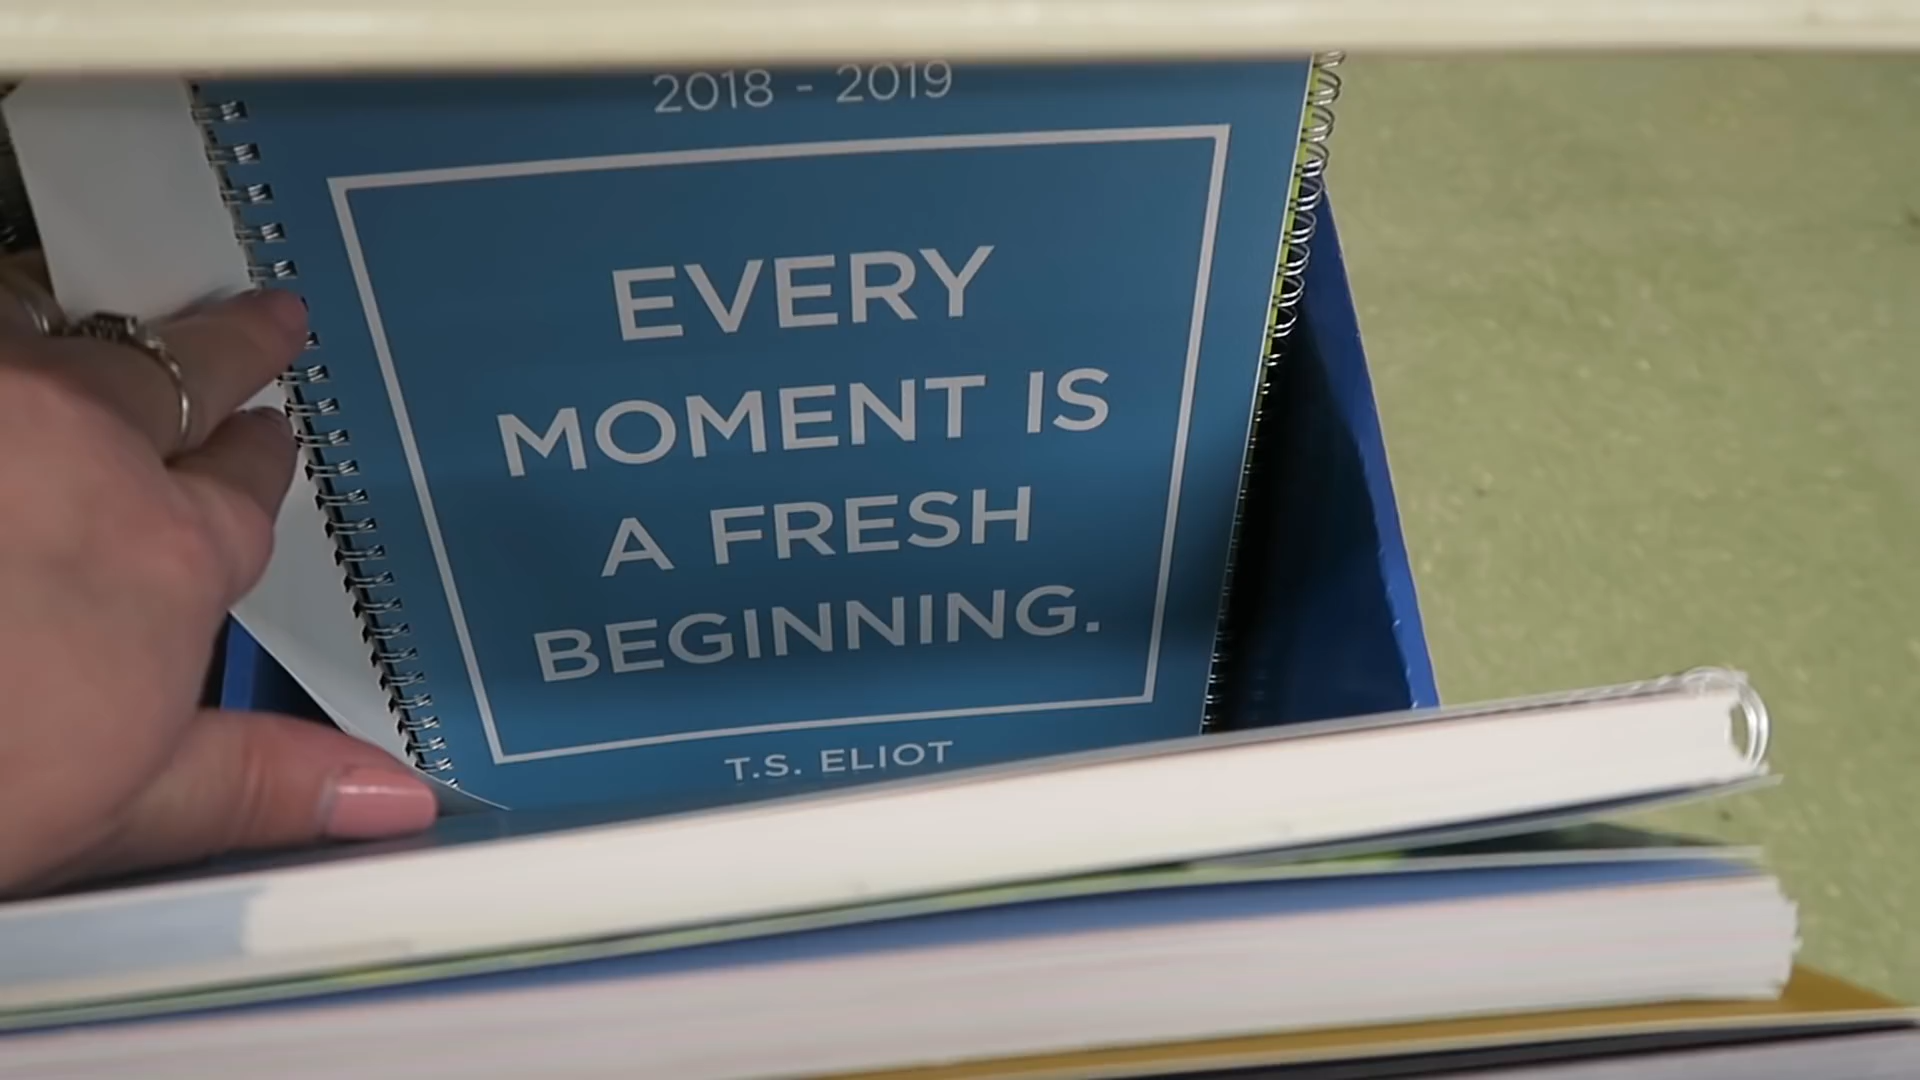 2018 - 2019
EVERY
MOMENT IS
A FRESH
BEGINNING.
T.S. ELIOT